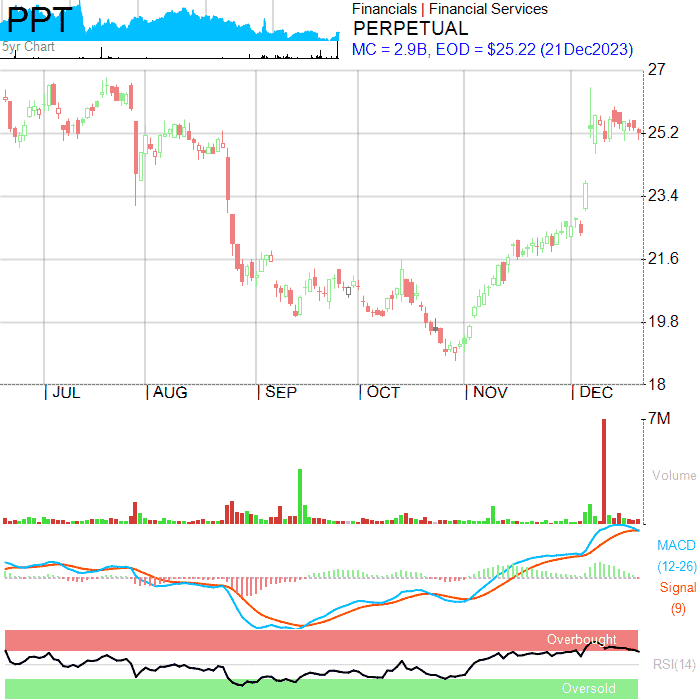 PPT
5yr Chart
Financials | Financial Services
PERPETUAL
MC = 2.9B, EOD = $25.22 (21Dec2023)
27
25.2
23.4
21.6
19.8
18
JUL
AUG
SEP
OCT
NOV
DEC
7M
Volume
MACD
(12-26)
Signal
(9)
Overbought
RSI(14)
Oversold